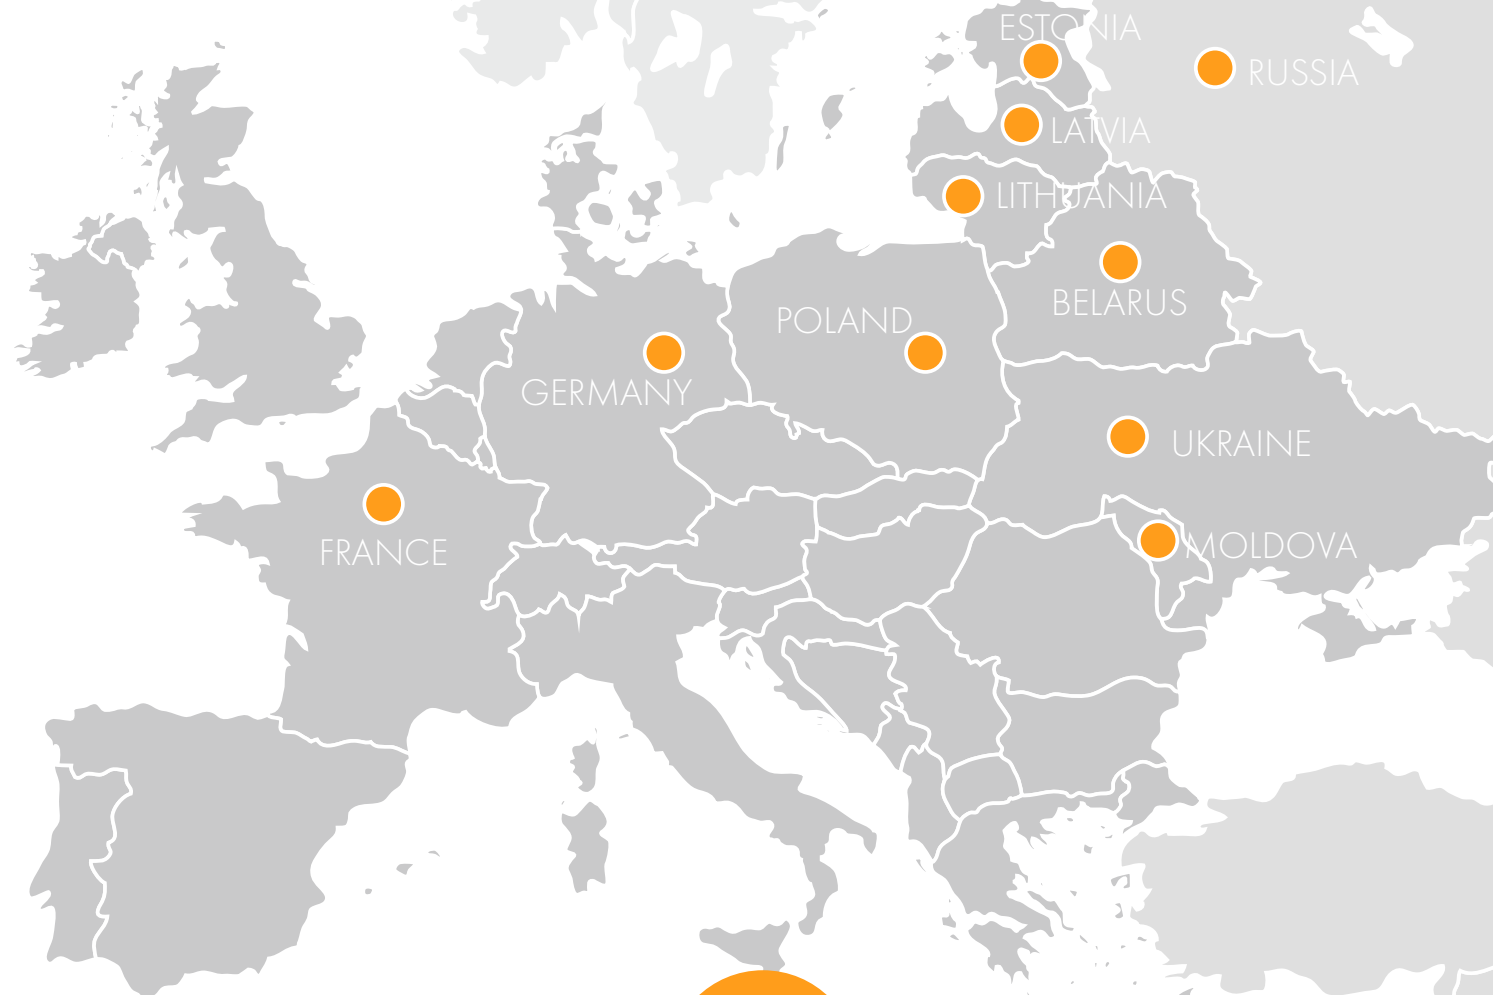 ESTONIA
RUSSIA
LATVIA
LITHUANIA
BELARUS
POLAND
GERMANY
UKRAINE
FRANCE
MOLDOVA